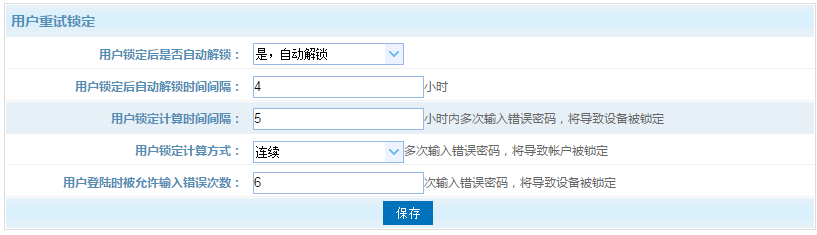 用户重试锁定
用户锁定后是否自动解锁： 是，自动解锁
用户锁定后自动解锁时间间隔： 4 小时
用户锁定计算时间间隔： 5 小时内多次输入错误密码，将导致设备被锁定
用户锁定计算方式： 连续 多次输入错误密码，将导致帐户被锁定
用户登陆时被允许输入错误次数： 6 次输入错误密码，将导致设备被锁定
保存